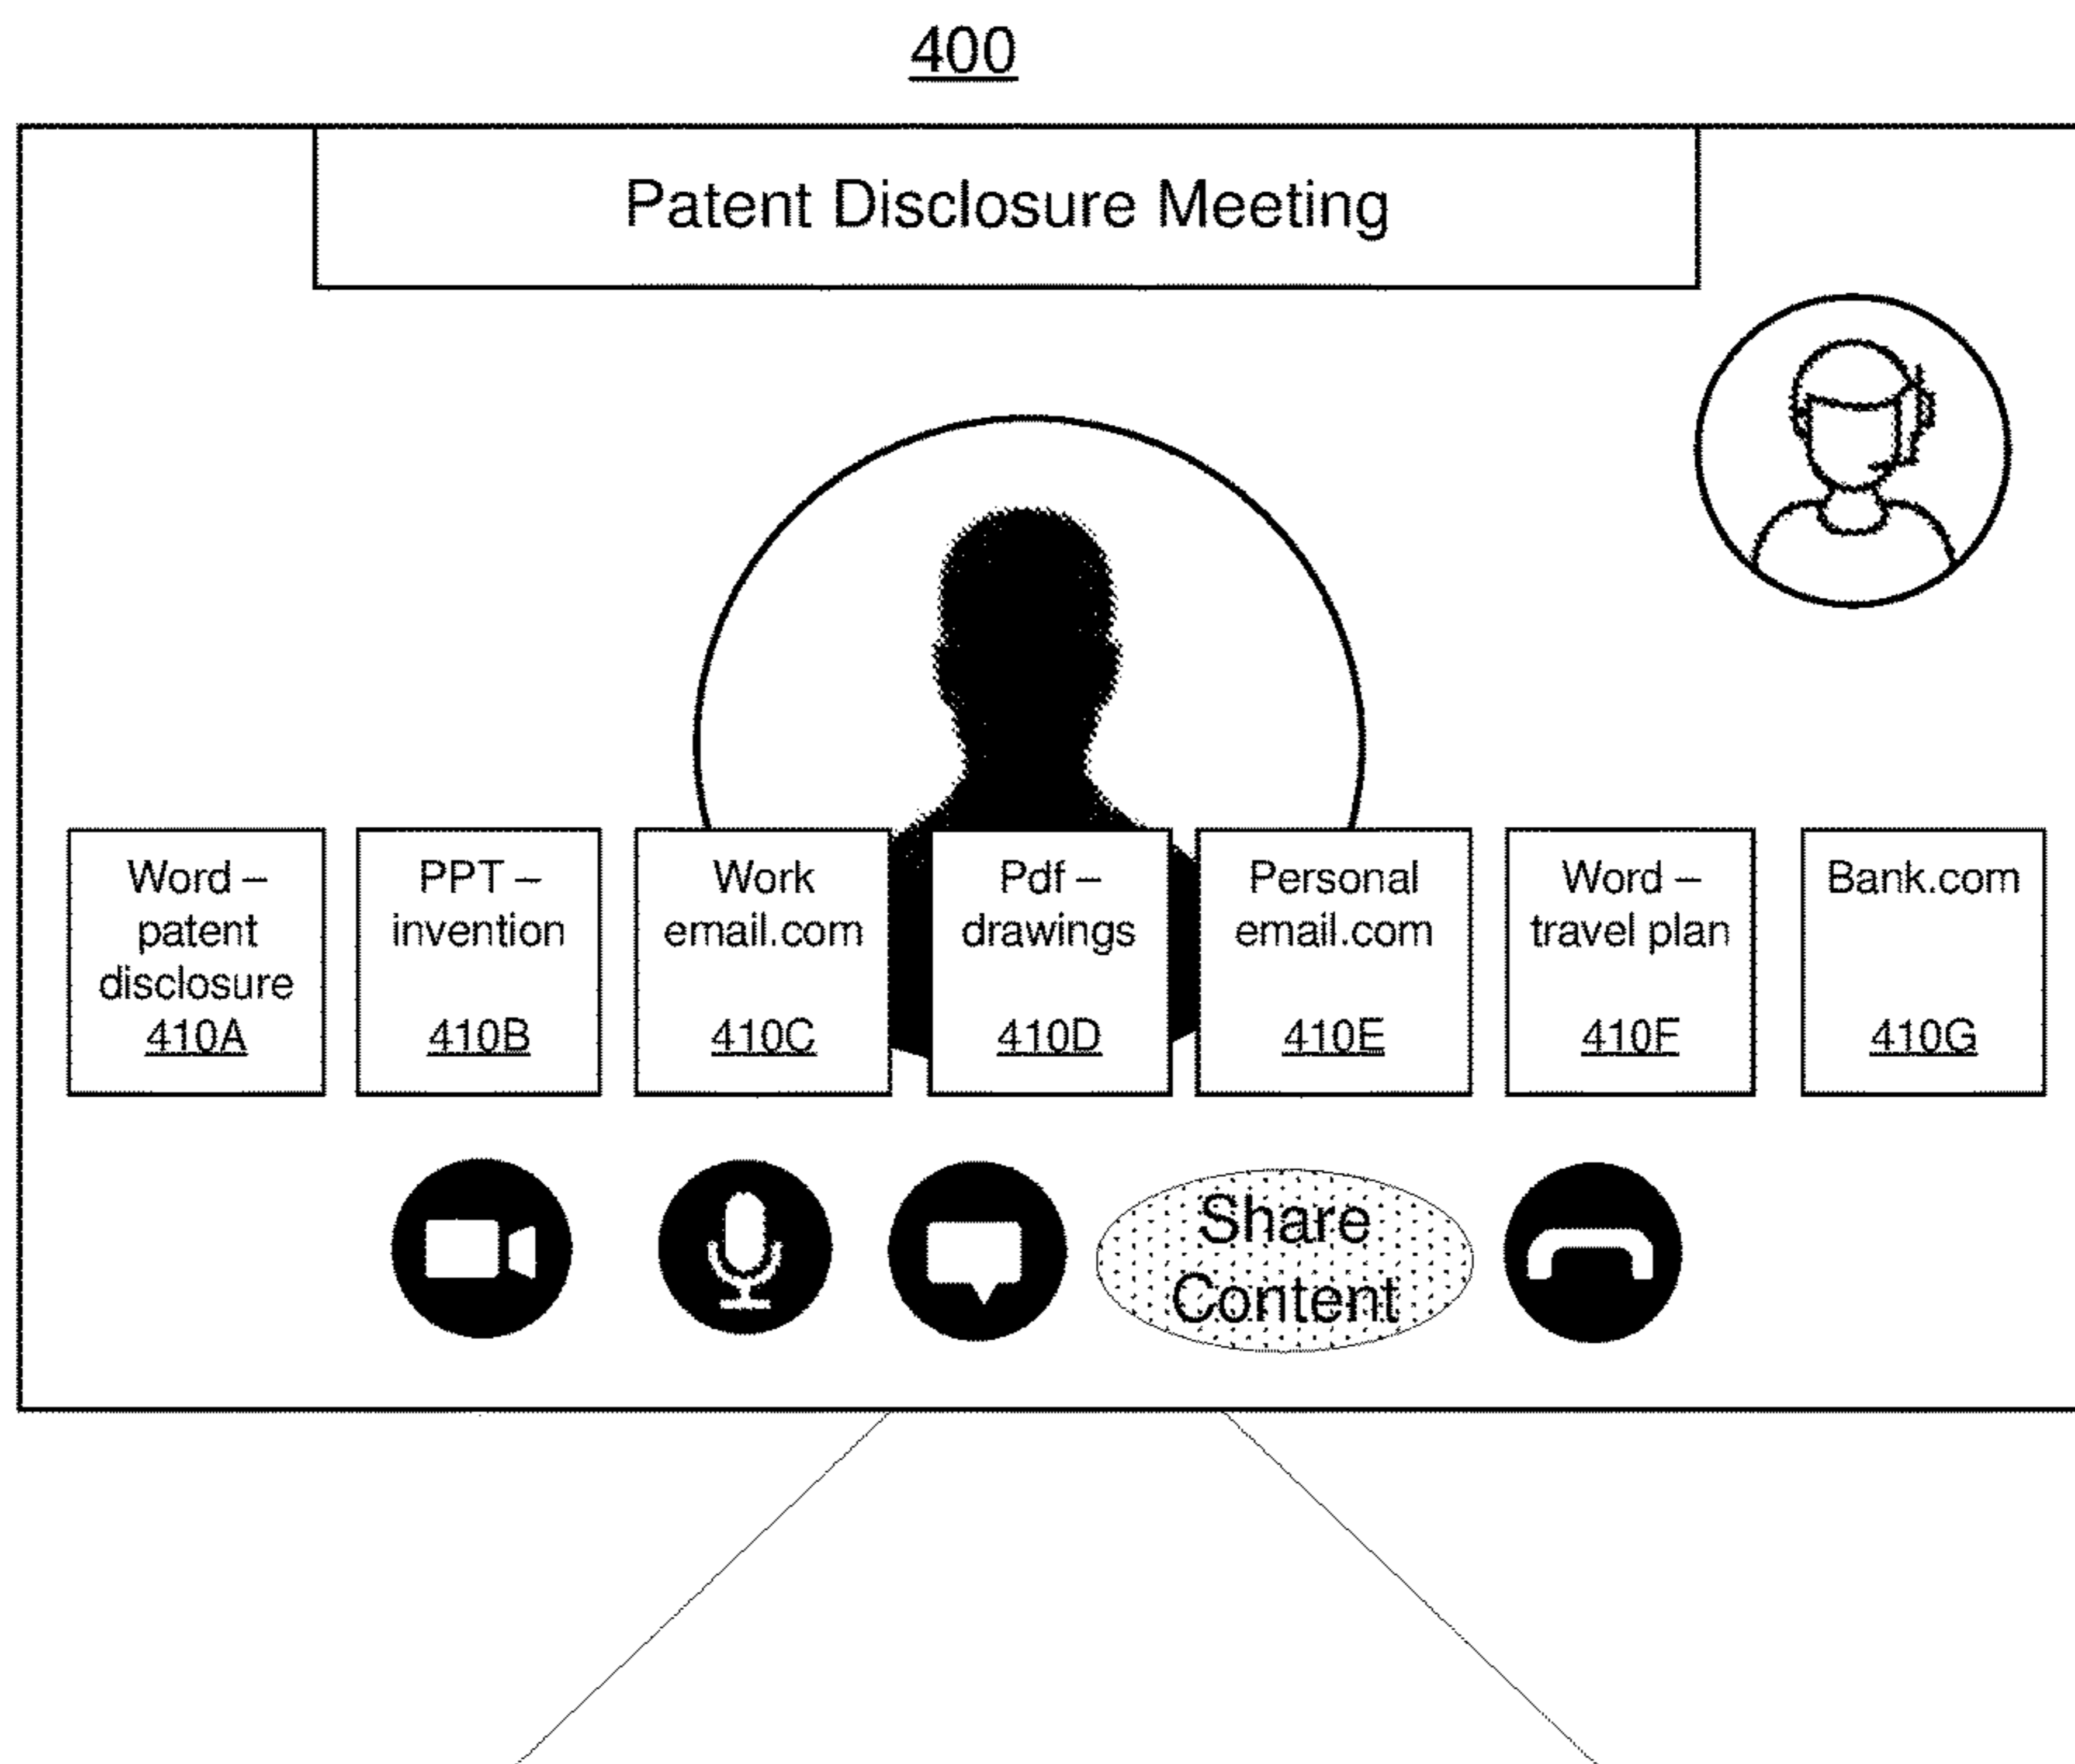 400
Patent Disclosure Meeting
Word –
patent
disclosure
410A
PPT –
invention
410B
Work
email.com
410C
Pdf –
drawings
410D
Personal
email.com
410E
Word –
travel plan
410F
Bank.com
410G
Share
Content